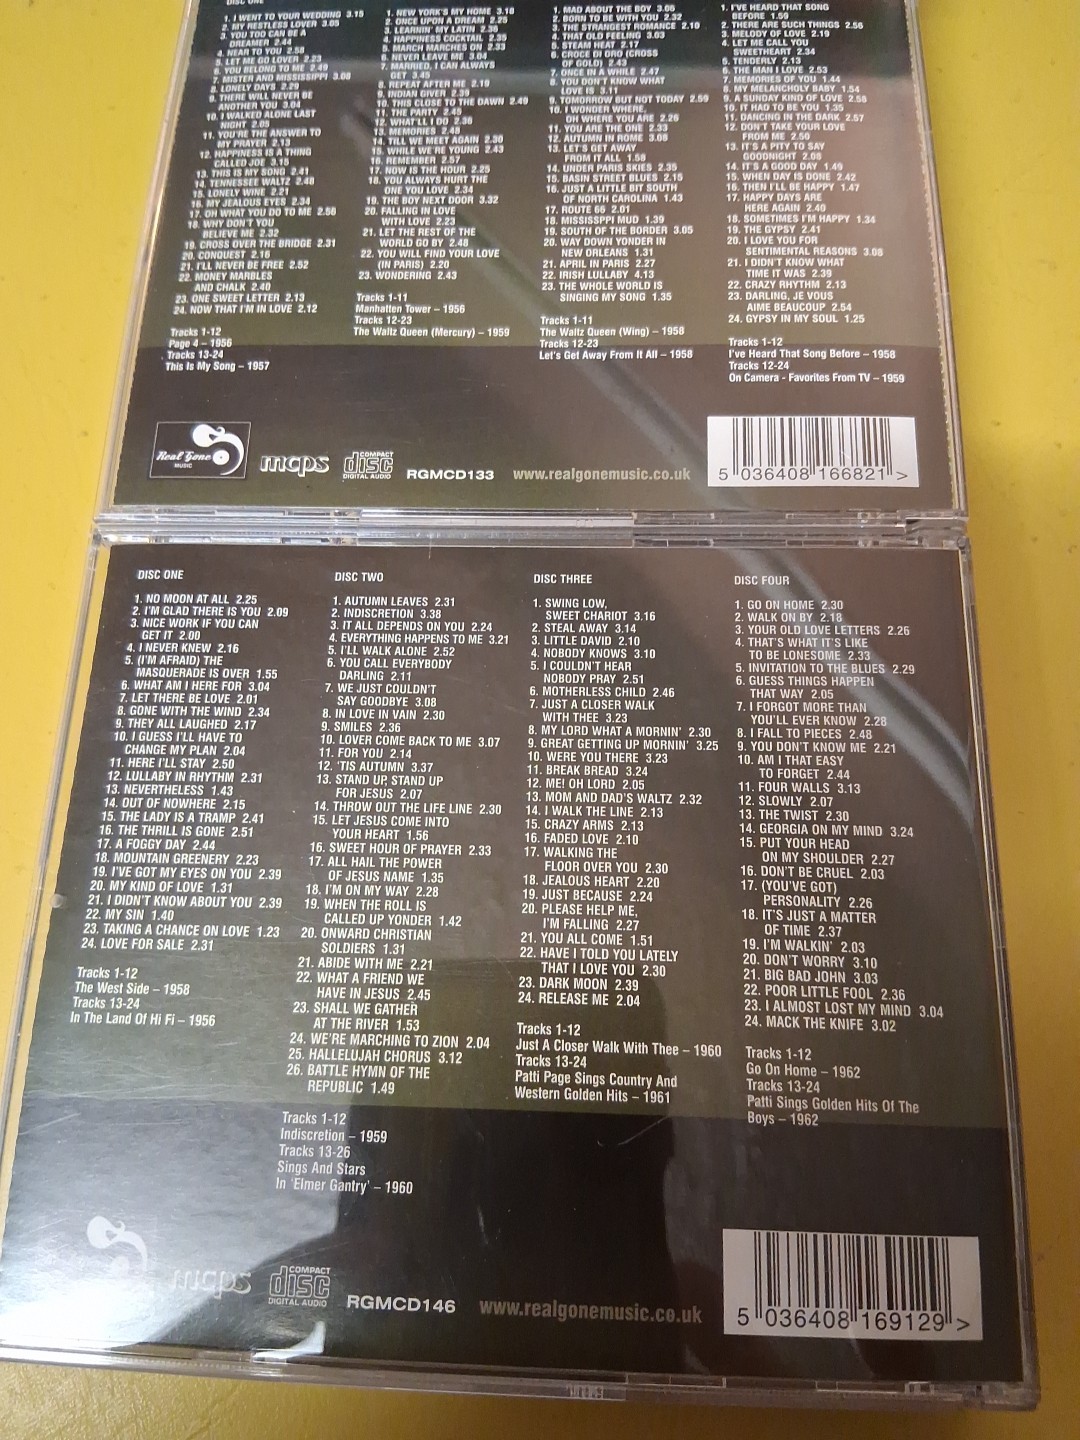 DISC ONE
1. I WENT TO YOUR WEDDING 3.15
2. MY RESTLESS LOVER 3.05
3. YOU TOO CAN BE A
DREAMER 2.49
4. NEAR TO YOU 2.58
5. LET ME GO LOVER 2.23
6. YOU BELONG TO ME 2.49
7. MISTER AND MISSISSIPPI 3.08
8. LONELY DAYS 2.29
9. THERE WILL NEVER BE
ANOTHER YOU 3.04
10. I WALKED ALONE LAST
NIGHT 2.05
11. YOU'RE THE ANSWER TO
MY PRAYER 2.13
12. HAPPINESS IS A THING
CALLED JOE 3.15
13. THIS IS MY SONG 2.41
14. TENNESSEE WALTZ 2.48
15. LONELY WINE 2.21
16. MY JEALOUS EYES 2.34
17. OH WHAT YOU DO TO ME 2.56
18. WHY DON'T YOU
BELIEVE ME 2.32
19. CROSS OVER THE BRIDGE 2.31
20. CONQUEST 2.16
21. I'LL NEVER BE FREE 2.52
22. MONEY MARBLES
AND CHALK 2.40
23. ONE SWEET LETTER 2.13
24. NOW THAT I'M IN LOVE 2.12
Tracks 1-12
Page 4 – 1956
Tracks 13-24
This Is My Song – 1957
1. NEW YORK'S MY HOME 3.18
2. ONCE UPON A DREAM 2.25
3. LEARNIN' MY LATIN 2.36
4. HAPPINESS COCKTAIL 2.35
5. MARCH MARCHES ON 2.33
6. NEVER LEAVE ME 3.04
7. MARRIED, I CAN ALWAYS
GET 3.45
8. REPEAT AFTER ME 2.19
9. INDIAN GIVER 2.35
10. THIS CLOSE TO THE DAWN 2.49
11. THE PARTY 2.45
12. WHAT'LL I DO 2.36
13. MEMORIES 2.48
14. TILL WE MEET AGAIN 2.30
15. WHILE WE'RE YOUNG 2.43
16. REMEMBER 2.57
17. NOW IS THE HOUR 2.25
18. YOU ALWAYS HURT THE
ONE YOU LOVE 2.34
19. THE BOY NEXT DOOR 3.32
20. FALLING IN LOVE
WITH LOVE 2.23
21. LET THE REST OF THE
WORLD GO BY 2.48
22. YOU WILL FIND YOUR LOVE
(IN PARIS) 2.20
23. WONDERING 2.43
Tracks 1-11
Manhatten Tower – 1956
Tracks 12-23
The Waltz Queen (Mercury) – 1959
1. MAD ABOUT THE BOY 3.06
2. BORN TO BE WITH YOU 2.32
3. THE STRANGEST ROMANCE 2.10
4. THAT OLD FEELING 3.03
5. STEAM HEAT 2.17
6. CROCE DI ORO (CROSS
OF GOLD) 2.43
7. ONCE IN A WHILE 2.47
8. YOU DON'T KNOW WHAT
LOVE IS 3.11
9. TOMORROW BUT NOT TODAY 2.59
10. I WONDER WHERE,
OH WHERE YOU ARE 2.26
11. YOU ARE THE ONE 2.33
12. AUTUMN IN ROME 3.08
13. LET'S GET AWAY
FROM IT ALL 1.58
14. UNDER PARIS SKIES 2.35
15. BASIN STREET BLUES 2.15
16. JUST A LITTLE BIT SOUTH
OF NORTH CAROLINA 1.43
17. ROUTE 66 2.01
18. MISSISSPPI MUD 1.39
19. SOUTH OF THE BORDER 3.05
20. WAY DOWN YONDER IN
NEW ORLEANS 1.31
21. APRIL IN PARIS 2.27
22. IRISH LULLABY 4.13
23. THE WHOLE WORLD IS
SINGING MY SONG 1.35
Tracks 1-11
The Waltz Queen (Wing) – 1958
Tracks 12-23
Let's Get Away From It All – 1958
1. I'VE HEARD THAT SONG
BEFORE 1.59
2. THERE ARE SUCH THINGS 2.56
3. MELODY OF LOVE 2.19
4. LET ME CALL YOU
SWEETHEART 2.34
5. TENDERLY 2.13
6. THE MAN I LOVE 2.53
7. MEMORIES OF YOU 1.44
8. MY MELANCHOLY BABY 1.54
9. A SUNDAY KIND OF LOVE 2.58
10. IT HAD TO BE YOU 1.35
11. DANCING IN THE DARK 2.57
12. DON'T TAKE YOUR LOVE
FROM ME 2.50
13. IT'S A PITY TO SAY
GOODNIGHT 2.08
14. IT'S A GOOD DAY 1.49
15. WHEN DAY IS DONE 2.42
16. THEN I'LL BE HAPPY 1.47
17. HAPPY DAYS ARE
HERE AGAIN 2.40
18. SOMETIMES I'M HAPPY 1.34
19. THE GYPSY 2.41
20. I LOVE YOU FOR
SENTIMENTAL REASONS 3.08
21. I DIDN'T KNOW WHAT
TIME IT WAS 2.39
22. CRAZY RHYTHM 2.13
23. DARLING, JE VOUS
AIME BEAUCOUP 2.54
24. GYPSY IN MY SOUL 1.25
Tracks 1-12
I've Heard That Song Before – 1958
Tracks 12-24
On Camera - Favorites From TV – 1959
Real Gone
MUSIC
mcps
COMPACT
disc
DIGITAL AUDIO
RGMCD133
www.realgonemusic.co.uk
5 036408 166821 >
DISC ONE
1. NO MOON AT ALL 2.25
2. I'M GLAD THERE IS YOU 2.09
3. NICE WORK IF YOU CAN
GET IT 2.00
4. I NEVER KNEW 2.16
5. (I'M AFRAID) THE
MASQUERADE IS OVER 1.55
6. WHAT AM I HERE FOR 3.04
7. LET THERE BE LOVE 2.01
8. GONE WITH THE WIND 2.34
9. THEY ALL LAUGHED 2.17
10. I GUESS I'LL HAVE TO
CHANGE MY PLAN 2.04
11. HERE I'LL STAY 2.50
12. LULLABY IN RHYTHM 2.31
13. NEVERTHELESS 1.43
14. OUT OF NOWHERE 2.15
15. THE LADY IS A TRAMP 2.41
16. THE THRILL IS GONE 2.51
17. A FOGGY DAY 2.44
18. MOUNTAIN GREENERY 2.23
19. I'VE GOT MY EYES ON YOU 2.39
20. MY KIND OF LOVE 1.31
21. I DIDN'T KNOW ABOUT YOU 2.39
22. MY SIN 1.40
23. TAKING A CHANCE ON LOVE 1.23
24. LOVE FOR SALE 2.31
Tracks 1-12
The West Side – 1958
Tracks 13-24
In The Land Of Hi Fi – 1956
DISC TWO
1. AUTUMN LEAVES 2.31
2. INDISCRETION 3.38
3. IT ALL DEPENDS ON YOU 2.24
4. EVERYTHING HAPPENS TO ME 3.21
5. I'LL WALK ALONE 2.52
6. YOU CALL EVERYBODY
DARLING 2.11
7. WE JUST COULDN'T
SAY GOODBYE 3.08
8. IN LOVE IN VAIN 2.30
9. SMILES 2.36
10. LOVER COME BACK TO ME 3.07
11. FOR YOU 2.14
12. 'TIS AUTUMN 3.37
13. STAND UP, STAND UP
FOR JESUS 2.07
14. THROW OUT THE LIFE LINE 2.30
15. LET JESUS COME INTO
YOUR HEART 1.56
16. SWEET HOUR OF PRAYER 2.33
17. ALL HAIL THE POWER
OF JESUS NAME 1.35
18. I'M ON MY WAY 2.28
19. WHEN THE ROLL IS
CALLED UP YONDER 1.42
20. ONWARD CHRISTIAN
SOLDIERS 1.31
21. ABIDE WITH ME 2.21
22. WHAT A FRIEND WE
HAVE IN JESUS 2.45
23. SHALL WE GATHER
AT THE RIVER 1.53
24. WE'RE MARCHING TO ZION 2.04
25. HALLELUJAH CHORUS 3.12
26. BATTLE HYMN OF THE
REPUBLIC 1.49
Tracks 1-12
Indiscretion – 1959
Tracks 13-26
Sings And Stars
In 'Elmer Gantry' – 1960
DISC THREE
1. SWING LOW,
SWEET CHARIOT 3.16
2. STEAL AWAY 3.14
3. LITTLE DAVID 2.10
4. NOBODY KNOWS 3.10
5. I COULDN'T HEAR
NOBODY PRAY 2.51
6. MOTHERLESS CHILD 2.46
7. JUST A CLOSER WALK
WITH THEE 3.23
8. MY LORD WHAT A MORNIN' 2.30
9. GREAT GETTING UP MORNIN' 3.25
10. WERE YOU THERE 3.23
11. BREAK BREAD 3.24
12. ME! OH LORD 2.05
13. MOM AND DAD'S WALTZ 2.32
14. I WALK THE LINE 2.13
15. CRAZY ARMS 2.13
16. FADED LOVE 2.10
17. WALKING THE
FLOOR OVER YOU 2.30
18. JEALOUS HEART 2.20
19. JUST BECAUSE 2.24
20. PLEASE HELP ME,
I'M FALLING 2.27
21. YOU ALL COME 1.51
22. HAVE I TOLD YOU LATELY
THAT I LOVE YOU 2.30
23. DARK MOON 2.39
24. RELEASE ME 2.04
Tracks 1-12
Just A Closer Walk With Thee – 1960
Tracks 13-24
Patti Page Sings Country And
Western Golden Hits – 1961
DISC FOUR
1. GO ON HOME 2.30
2. WALK ON BY 2.18
3. YOUR OLD LOVE LETTERS 2.26
4. THAT'S WHAT IT'S LIKE
TO BE LONESOME 2.33
5. INVITATION TO THE BLUES 2.29
6. GUESS THINGS HAPPEN
THAT WAY 2.05
7. I FORGOT MORE THAN
YOU'LL EVER KNOW 2.28
8. I FALL TO PIECES 2.48
9. YOU DON'T KNOW ME 2.21
10. AM I THAT EASY
TO FORGET 2.44
11. FOUR WALLS 3.13
12. SLOWLY 2.07
13. THE TWIST 2.30
14. GEORGIA ON MY MIND 3.24
15. PUT YOUR HEAD
ON MY SHOULDER 2.27
16. DON'T BE CRUEL 2.03
17. (YOU'VE GOT)
PERSONALITY 2.26
18. IT'S JUST A MATTER
OF TIME 2.37
19. I'M WALKIN' 2.03
20. DON'T WORRY 3.10
21. BIG BAD JOHN 3.03
22. POOR LITTLE FOOL 2.36
23. I ALMOST LOST MY MIND 3.04
24. MACK THE KNIFE 3.02
Tracks 1-12
Go On Home – 1962
Tracks 13-24
Patti Sings Golden Hits Of The
Boys – 1962
mcps
COMPACT
disc
DIGITAL AUDIO
RGMCD146
www.realgonemusic.co.uk
5 036408 169129 >